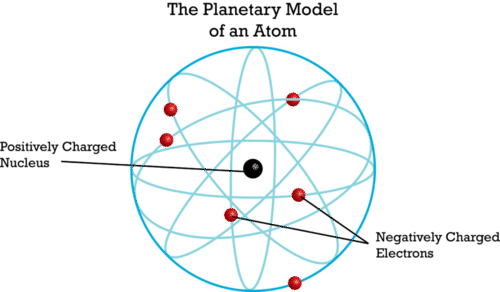 The Planetary Model
of an Atom
Positively Charged
Nucleus
Negatively Charged
Electrons